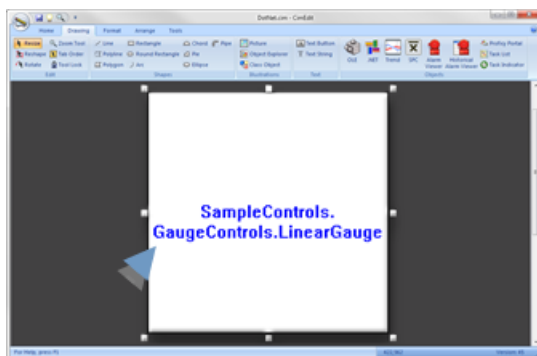 DotNet.cim - CimEdit
Home Drawing Format Arrange Tools
Resize Zoom Tool Line Rectangle Chord Pipe Picture Text Button Proficy Portal
Reshape Tab Order Polyline Round Rectangle Pie Object Explorer Text String GUI .NET Trend SPC Alarm Viewer Historical Alarm Viewer Task List
Rotate Tool Lock Polygon Arc Ellipse Class Object Task Indicator
Edit Shapes Illustrations Text Objects
SampleControls.
GaugeControls.LinearGauge
For Help, press F1